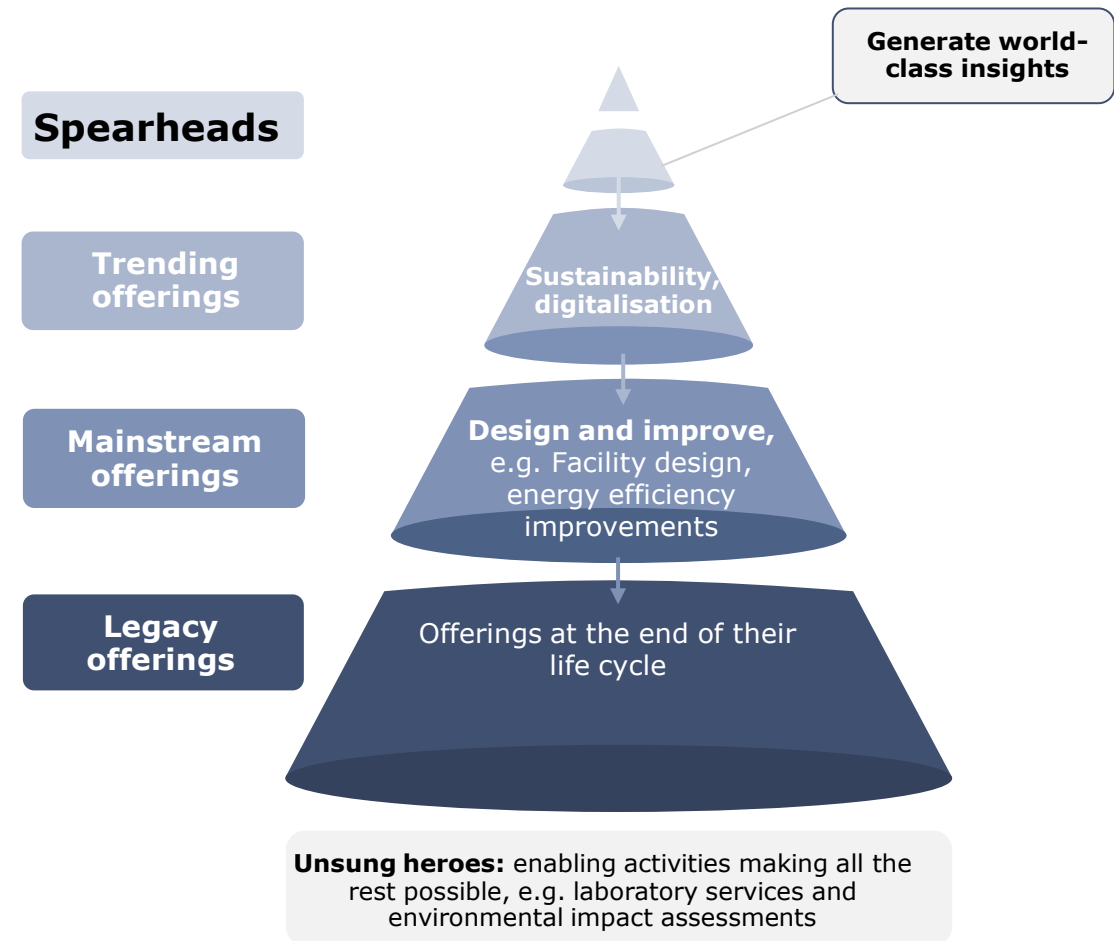 Generate world-
class insights
Spearheads
Trending
offerings
Sustainability,
digitalisation
Mainstream
offerings
Design and improve,
e.g. Facility design,
energy efficiency
improvements
Legacy
offerings
Offerings at the end of their
life cycle
Unsung heroes: enabling activities making all the
rest possible, e.g. laboratory services and
environmental impact assessments